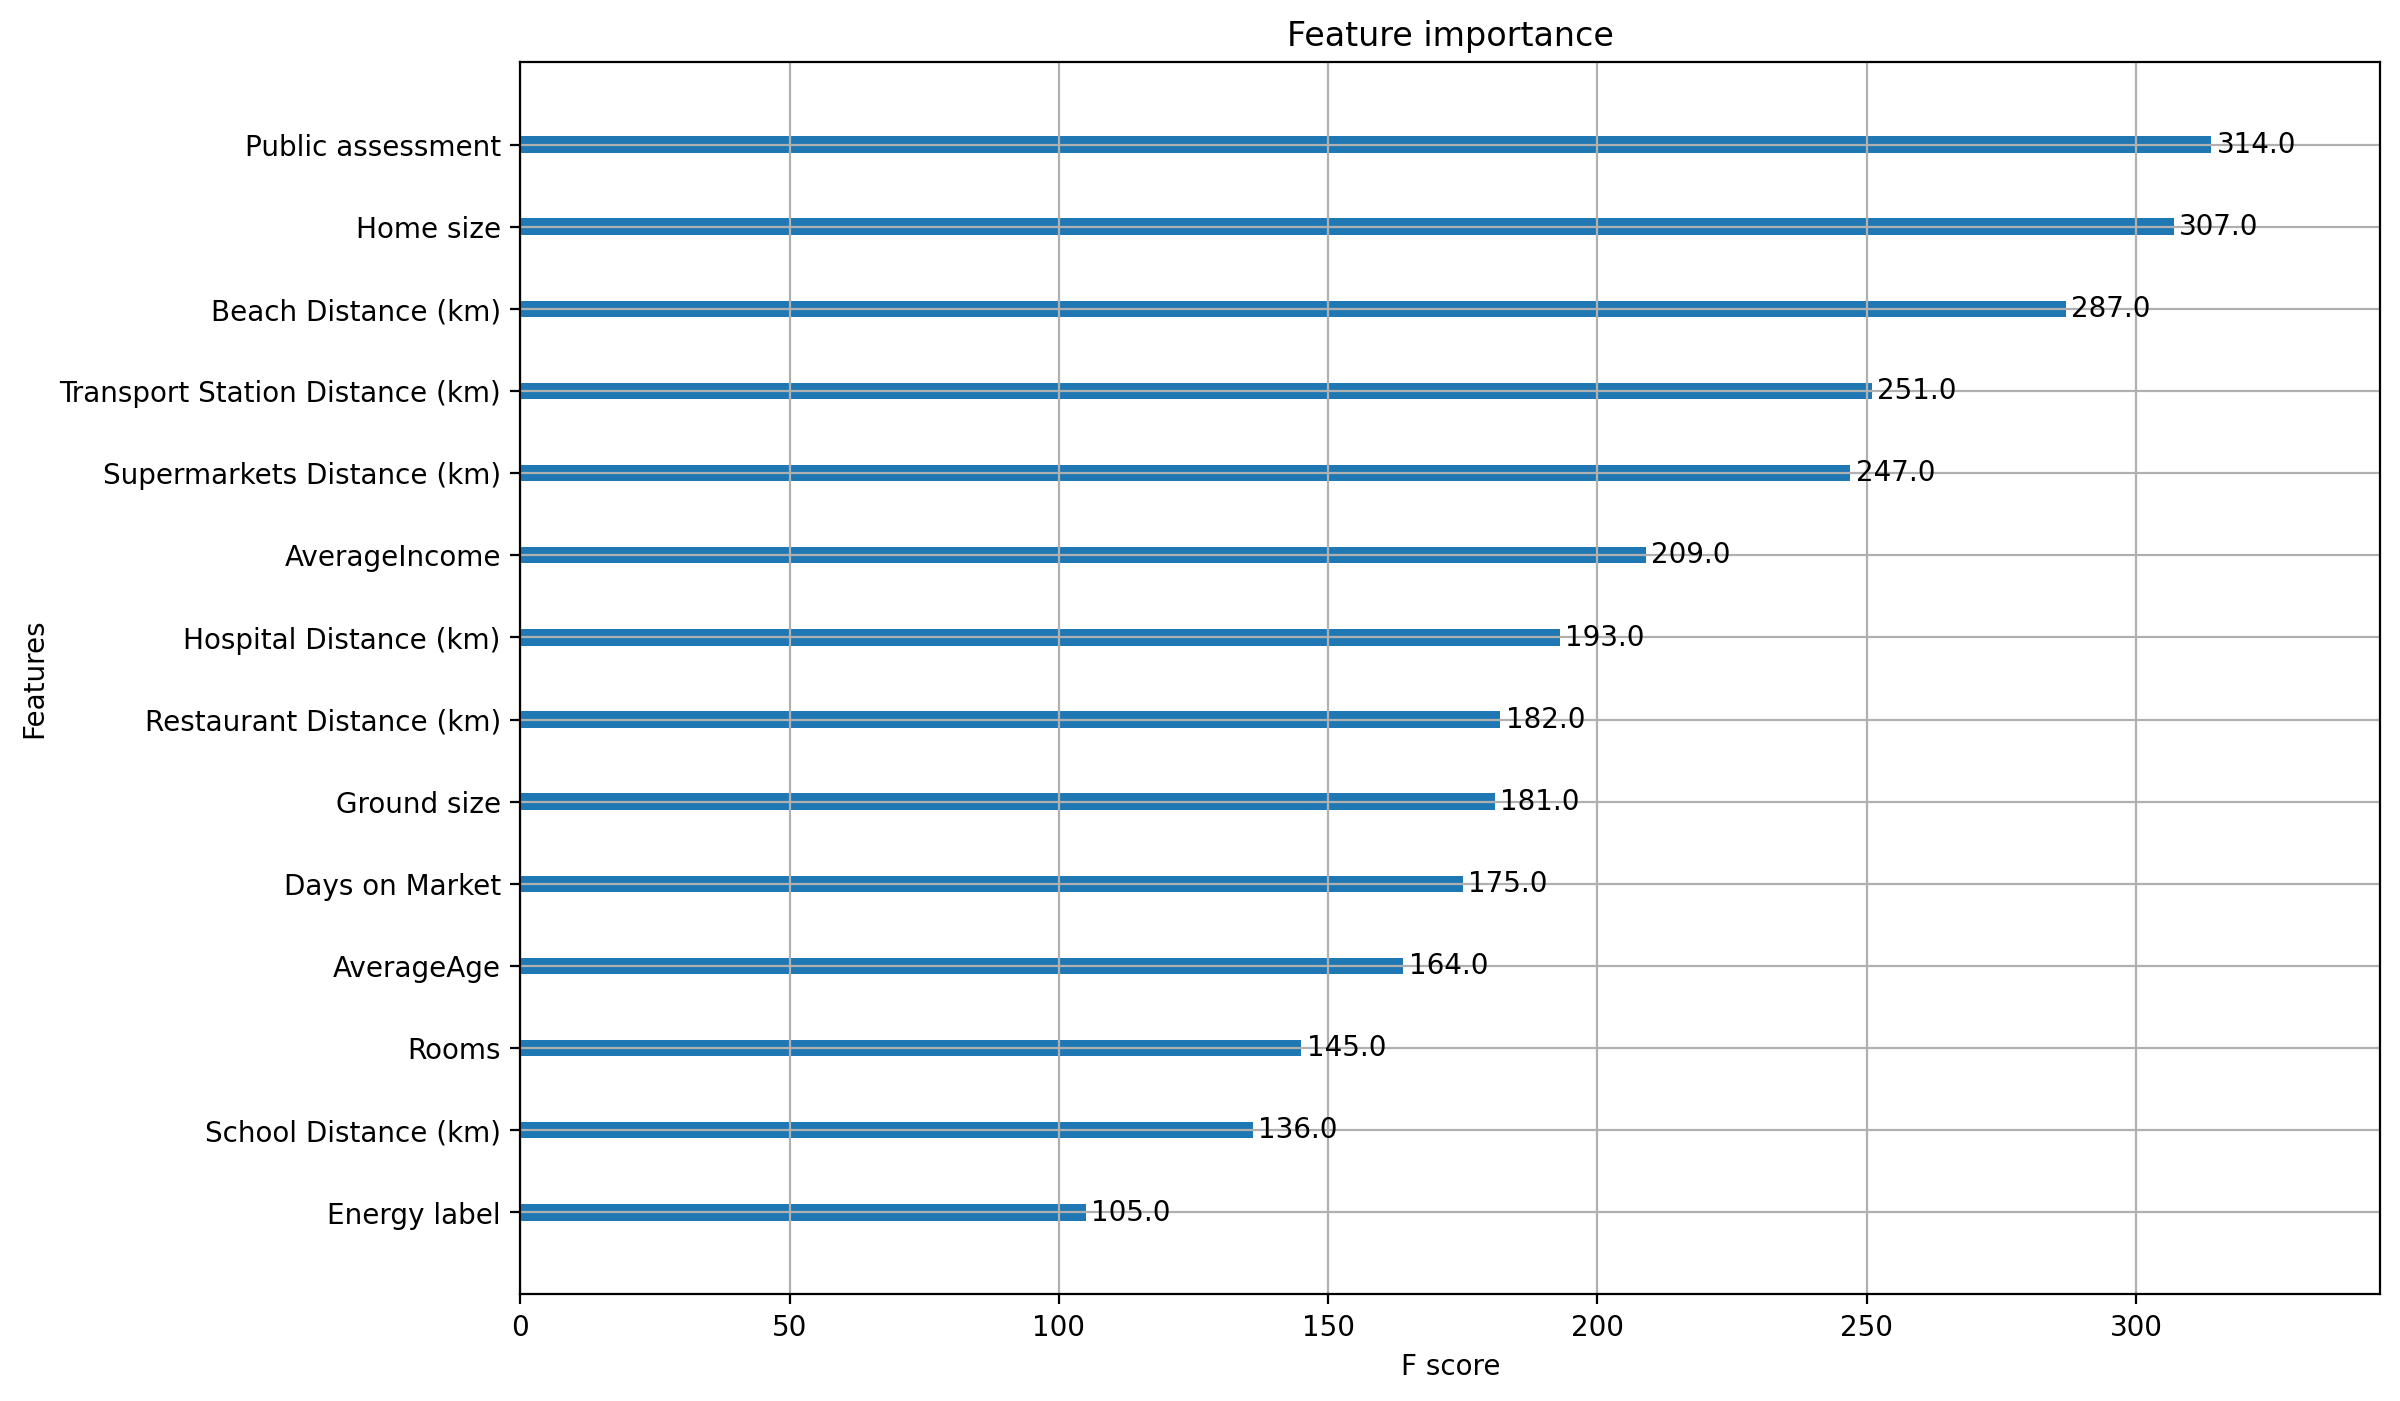 Feature importance
Public assessment 314.0
Home size 307.0
Beach Distance (km) 287.0
Transport Station Distance (km) 251.0
Supermarkets Distance (km) 247.0
AverageIncome 209.0
Hospital Distance (km) 193.0
Restaurant Distance (km) 182.0
Ground size 181.0
Days on Market 175.0
AverageAge 164.0
Rooms 145.0
School Distance (km) 136.0
Energy label 105.0
Features
0 50 100 150 200 250 300
F score